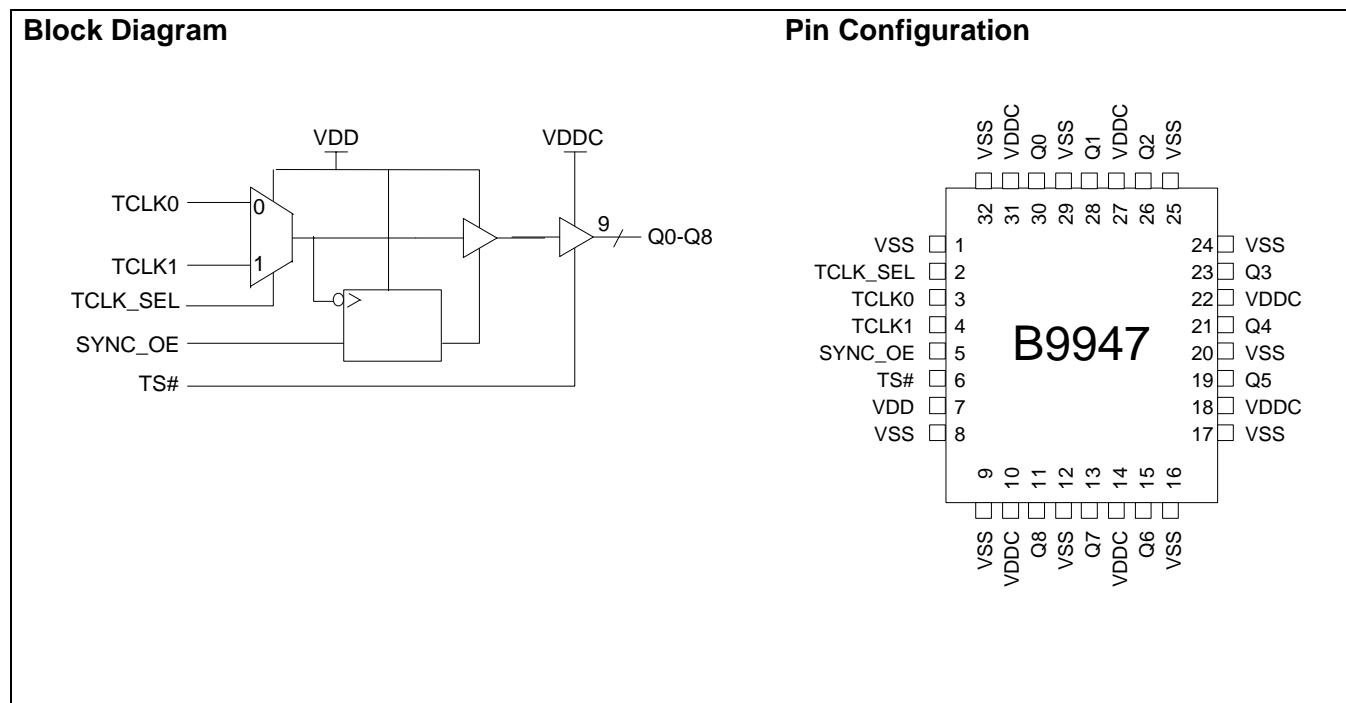 Block Diagram
VDD
VDDC
TCLK0
0
TCLK1
1
TCLK_SEL
SYNC_OE
TS#
9
Q0-Q8
Pin Configuration
VSS
VDDC
Q0
VSS
Q1
VDDC
Q2
VSS
32
31
30
29
28
27
26
25
VSS 1
TCLK_SEL 2
TCLK0 3
TCLK1 4
SYNC_OE 5
TS# 6
VDD 7
VSS 8
B9947
24 VSS
23 Q3
22 VDDC
21 Q4
20 VSS
19 Q5
18 VDDC
17 VSS
9
10
11
12
13
14
15
16
VSS
VDDC
Q8
VSS
Q7
VDDC
Q6
VSS